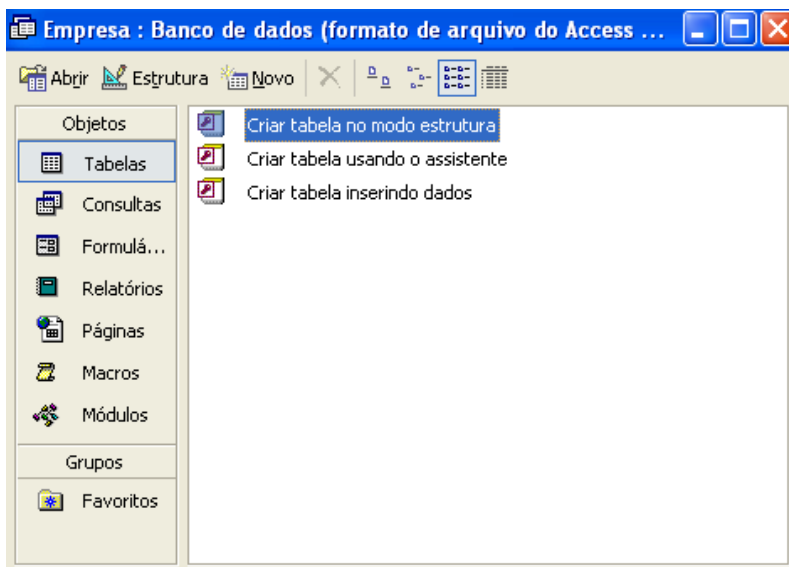 Empresa : Banco de dados (formato de arquivo do Access ...
Abrir Estrutura Novo
Objetos
Tabelas
Consultas
Formulá...
Relatórios
Páginas
Macros
Módulos
Grupos
Favoritos
Criar tabela no modo estrutura
Criar tabela usando o assistente
Criar tabela inserindo dados